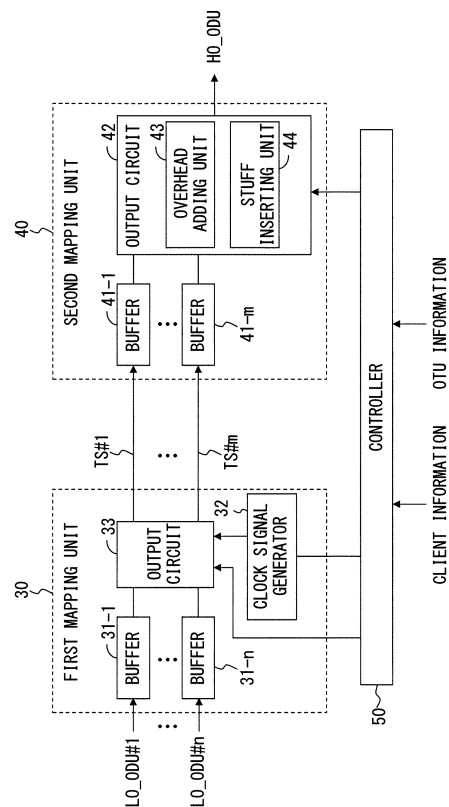 FIRST MAPPING UNIT
30
LO_ODU#1
LO_ODU#n
BUFFER
31-1
BUFFER
31-n
OUTPUT
CIRCUIT
33
CLOCK SIGNAL
GENERATOR
32
TS#1
TS#m
SECOND MAPPING UNIT
40
BUFFER
41-1
BUFFER
41-m
OUTPUT CIRCUIT
42
OVERHEAD
ADDING UNIT
43
STUFF
INSERTING UNIT
44
HO_ODU
CONTROLLER
50
CLIENT INFORMATION
OTU INFORMATION